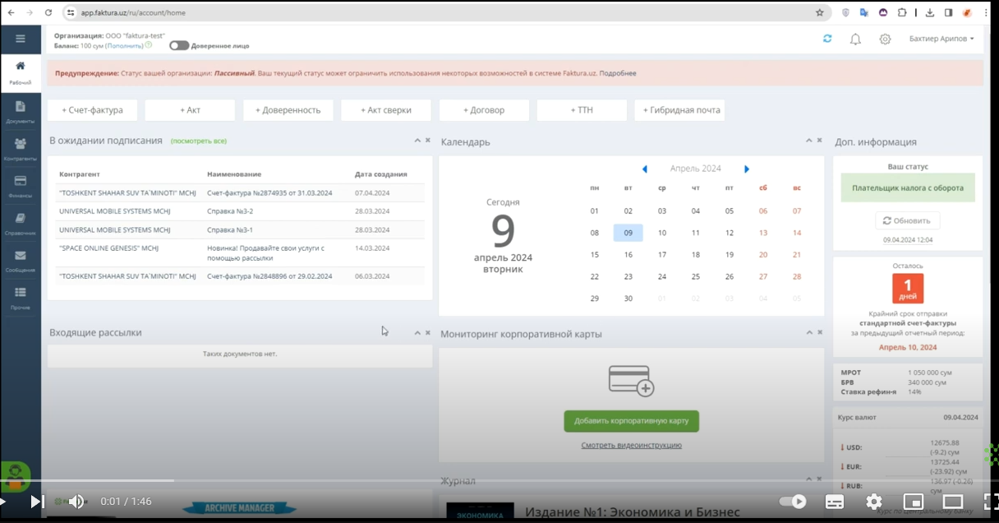 app.faktura.uz/ru/account/home
Организация: ООО "faktura-test"
Баланс: 100 сум (Пополнить)
Доверенное лицо
Бахтиер Арипов
Предупреждение: Статус вашей организации: Пассивный. Ваш текущий статус может ограничить использования некоторых возможностей в системе Faktura.uz. Подробнее
Рабочий
Документы
Контрагенты
Финансы
Справочник
Сообщения
Прочие
+ Счет-фактура
+ Акт
+ Доверенность
+ Акт сверки
+ Договор
+ ТТН
+ Гибридная почта
В ожидании подписания (посмотреть все)
Контрагент Наименование Дата создания
"TOSHKENT SHAHAR SUV TA`MINOTI" MCHJ Счет-фактура №2874935 от 31.03.2024 07.04.2024
UNIVERSAL MOBILE SYSTEMS MCHJ Справка №3-2 28.03.2024
UNIVERSAL MOBILE SYSTEMS MCHJ Справка №3-1 28.03.2024
"SPACE ONLINE GENESIS" MCHJ Новинка! Продавайте свои услуги с 14.03.2024
помощью рассылки
"TOSHKENT SHAHAR SUV TA`MINOTI" MCHJ Счет-фактура №2848896 от 29.02.2024 06.03.2024
Входящие рассылки
Таких документов нет.
Календарь
Апрель 2024
Сегодня
9
апрель 2024
вторник
пн вт ср чт пт сб вс
01 02 03 04 05 06 07
08 09 10 11 12 13 14
15 16 17 18 19 20 21
22 23 24 25 26 27 28
29 30 01 02 03 04 05
Мониторинг корпоративной карты
Добавить корпоративную карту
Смотреть видеоинструкцию
Журнал
Издание №1: Экономика и Бизнес
ЭКОНОМИКА
ARCHIVE MANAGER
Доп. информация
Ваш статус
Плательщик налога с оборота
Обновить
09.04.2024 12:04
Осталось
1
дней
Крайний срок отправки
стандартной счет-фактуры
за предыдущий отчетный период:
Апрель 10, 2024
МРОТ 1 050 000 сум
БРВ 340 000 сум
Ставка рефин-я 14%
Курс валют 09.04.2024
USD: 12675.88
(-9.2) сум
EUR: 13725.44
(-23.92) сум
RUB: 136.97 (-0.26)
сум
Курс по Центральному банку
0:01 / 1:46